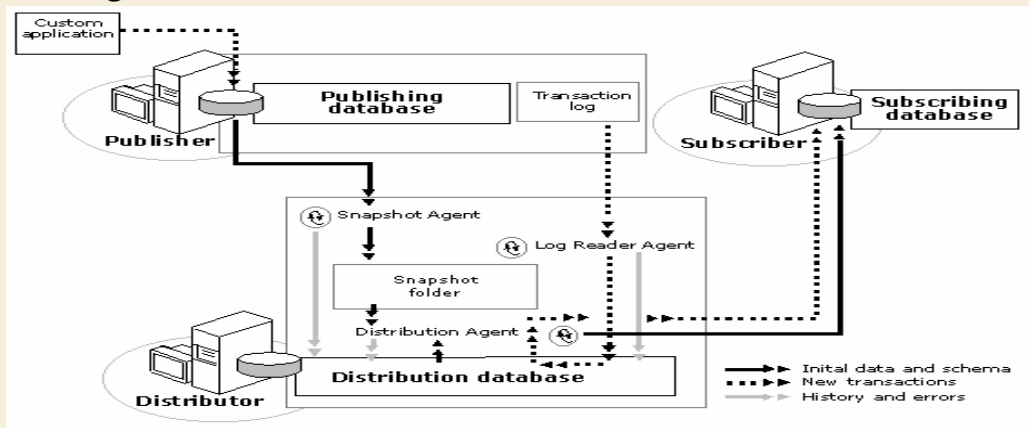 Custom
application
Publishing
database
Transaction
log
Publisher
Subscribing
database
Subscriber
Snapshot Agent
Log Reader Agent
Snapshot
folder
Distribution Agent
Distribution database
Distributor
Inital data and schema
New transactions
History and errors